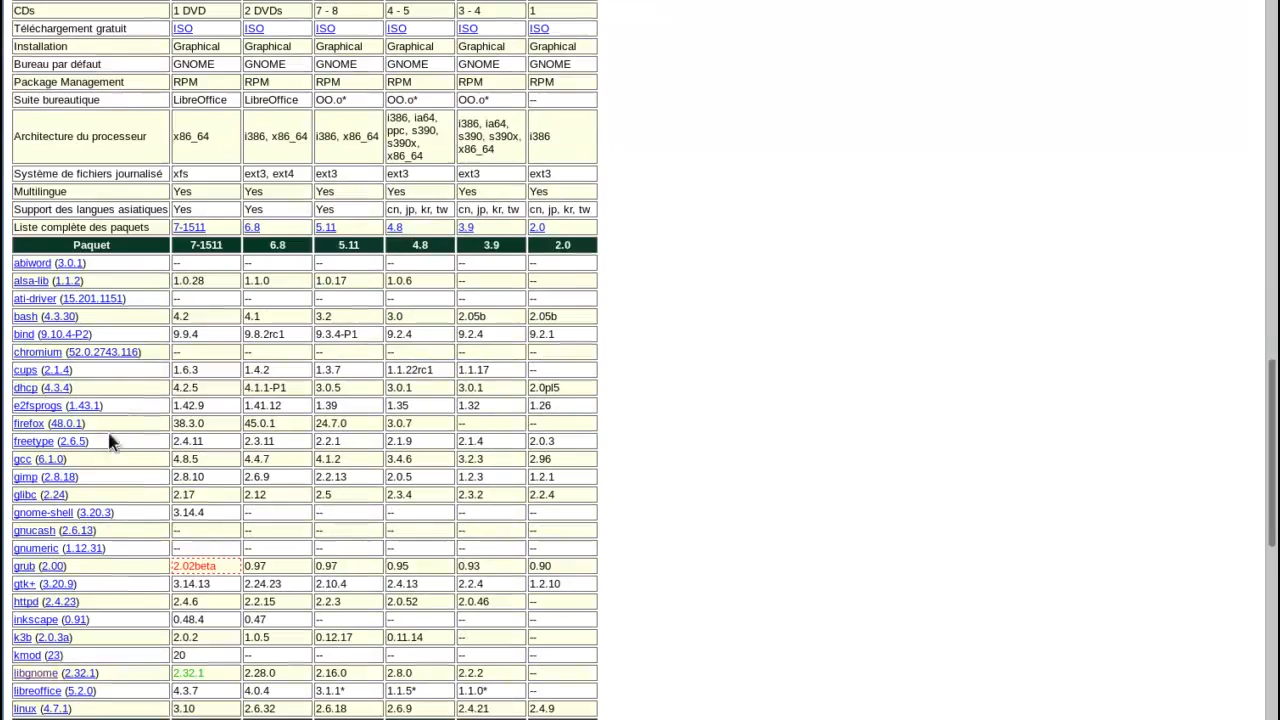 CDs 1 DVD 2 DVDs 7 - 8 4 - 5 3 - 4 1
Téléchargement gratuit ISO ISO ISO ISO ISO ISO
Installation Graphical Graphical Graphical Graphical Graphical Graphical
Bureau par défaut GNOME GNOME GNOME GNOME GNOME GNOME
Package Management RPM RPM RPM RPM RPM RPM
Suite bureautique LibreOffice LibreOffice OO.o* OO.o* OO.o* --
Architecture du processeur x86_64 i386, x86_64 i386, x86_64 i386, ia64, ppc, s390, s390x, x86_64 i386, ia64, s390, s390x, x86_64 i386
Système de fichiers journalisé xfs ext3, ext4 ext3 ext3 ext3 ext3
Multilingue Yes Yes Yes Yes Yes Yes
Support des langues asiatiques Yes Yes Yes cn, jp, kr, tw cn, jp, kr, tw cn, jp, kr, tw
Liste complète des paquets 7-1511 6.8 5.11 4.8 3.9 2.0
Paquet 7-1511 6.8 5.11 4.8 3.9 2.0
abiword (3.0.1) -- -- -- -- -- --
alsa-lib (1.1.2) 1.0.28 1.1.0 1.0.17 1.0.6 -- --
ati-driver (15.201.1151) -- -- -- -- -- --
bash (4.3.30) 4.2 4.1 3.2 3.0 2.05b 2.05b
bind (9.10.4-P2) 9.9.4 9.8.2rc1 9.3.4-P1 9.2.4 9.2.4 9.2.1
chromium (52.0.2743.116) -- -- -- -- -- --
cups (2.1.4) 1.6.3 1.4.2 1.3.7 1.1.22rc1 1.1.17 --
dhcp (4.3.4) 4.2.5 4.1.1-P1 3.0.5 3.0.1 3.0.1 2.0pl5
e2fsprogs (1.43.1) 1.42.9 1.41.12 1.39 1.35 1.32 1.26
firefox (48.0.1) 38.3.0 45.0.1 24.7.0 3.0.7 -- --
freetype (2.6.5) 2.4.11 2.3.11 2.2.1 2.1.9 2.1.4 2.0.3
gcc (6.1.0) 4.8.5 4.4.7 4.1.2 3.4.6 3.2.3 2.96
gimp (2.8.18) 2.8.10 2.6.9 2.2.13 2.0.5 1.2.3 1.2.1
glibc (2.24) 2.17 2.12 2.5 2.3.4 2.3.2 2.2.4
gnome-shell (3.20.3) 3.14.4 -- -- -- -- --
gnucash (2.6.13) -- -- -- -- -- --
gnumeric (1.12.31) -- -- -- -- -- --
grub (2.00) 2.02beta 0.97 0.97 0.95 0.93 0.90
gtk+ (3.20.9) 3.14.13 2.24.23 2.10.4 2.4.13 2.2.4 1.2.10
httpd (2.4.23) 2.4.6 2.2.15 2.2.3 2.0.52 2.0.46 --
inkscape (0.91) 0.48.4 0.47 -- -- -- --
k3b (2.0.3a) 2.0.2 1.0.5 0.12.17 0.11.14 -- --
kmod (23) 20 -- -- -- -- --
libgnome (2.32.1) 2.32.1 2.28.0 2.16.0 2.8.0 2.2.2 --
libreoffice (5.2.0) 4.3.7 4.0.4 3.1.1* 1.1.5* 1.1.0* --
linux (4.7.1) 3.10 2.6.32 2.6.18 2.6.9 2.4.21 2.4.9